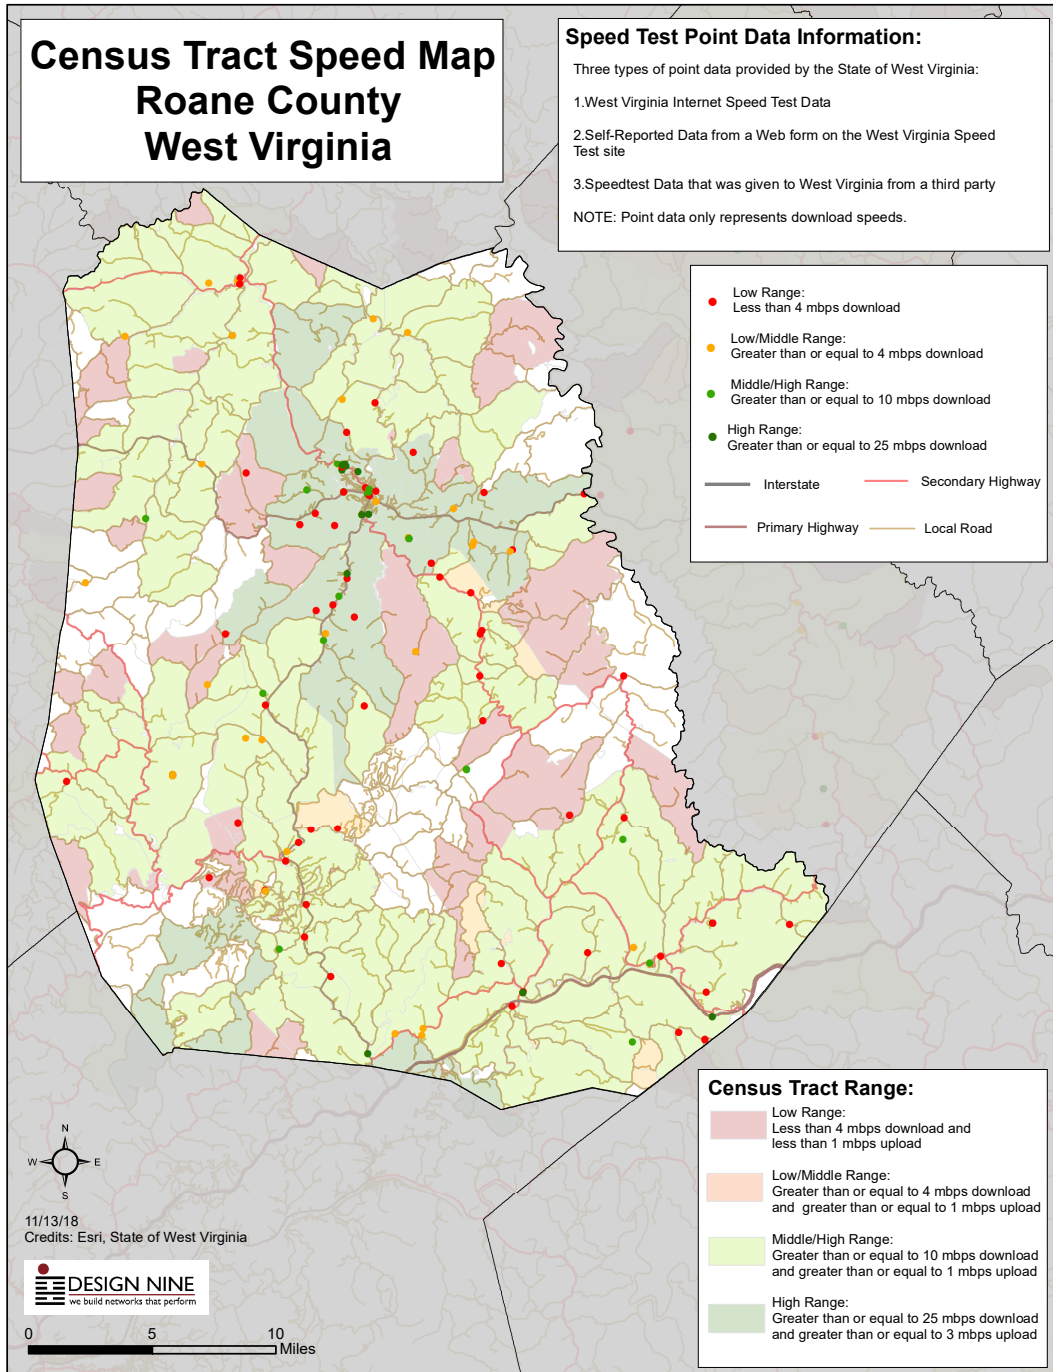 Census Tract Speed Map
Roane County
West Virginia
Speed Test Point Data Information:
Three types of point data provided by the State of West Virginia:
1.West Virginia Internet Speed Test Data
2.Self-Reported Data from a Web form on the West Virginia Speed
Test site
3.Speedtest Data that was given to West Virginia from a third party
NOTE: Point data only represents download speeds.
Low Range:
Less than 4 mbps download
Low/Middle Range:
Greater than or equal to 4 mbps download
Middle/High Range:
Greater than or equal to 10 mbps download
High Range:
Greater than or equal to 25 mbps download
Interstate
Secondary Highway
Primary Highway
Local Road
Census Tract Range:
Low Range:
Less than 4 mbps download and
less than 1 mbps upload
Low/Middle Range:
Greater than or equal to 4 mbps download
and  greater than or equal to 1 mbps upload
Middle/High Range:
Greater than or equal to 10 mbps download
and greater than or equal to 1 mbps upload
High Range:
Greater than or equal to 25 mbps download
and greater than or equal to 3 mbps upload
N
W
E
S
11/13/18
Credits: Esri, State of West Virginia
DESIGN NINE
we build networks that perform
0 5 10
Miles